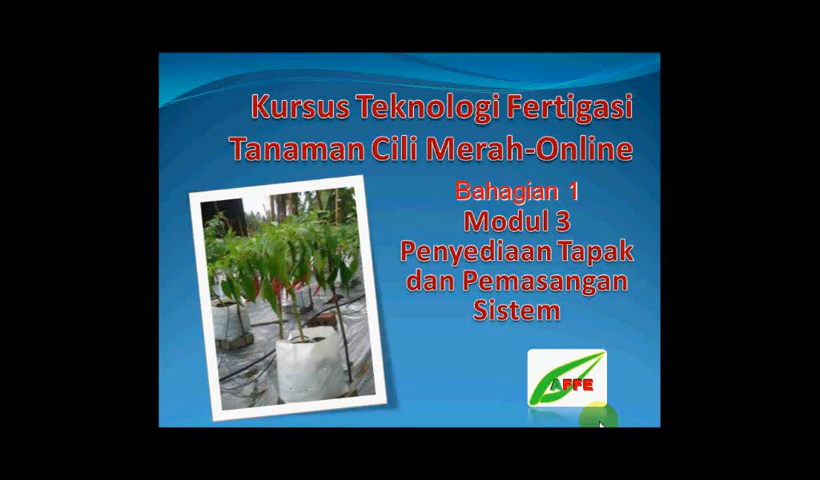 Kursus Teknologi Fertigasi
Tanaman Cili Merah-Online
Bahagian 1
Modul 3
Penyediaan Tapak
dan Pemasangan
Sistem
AFFE